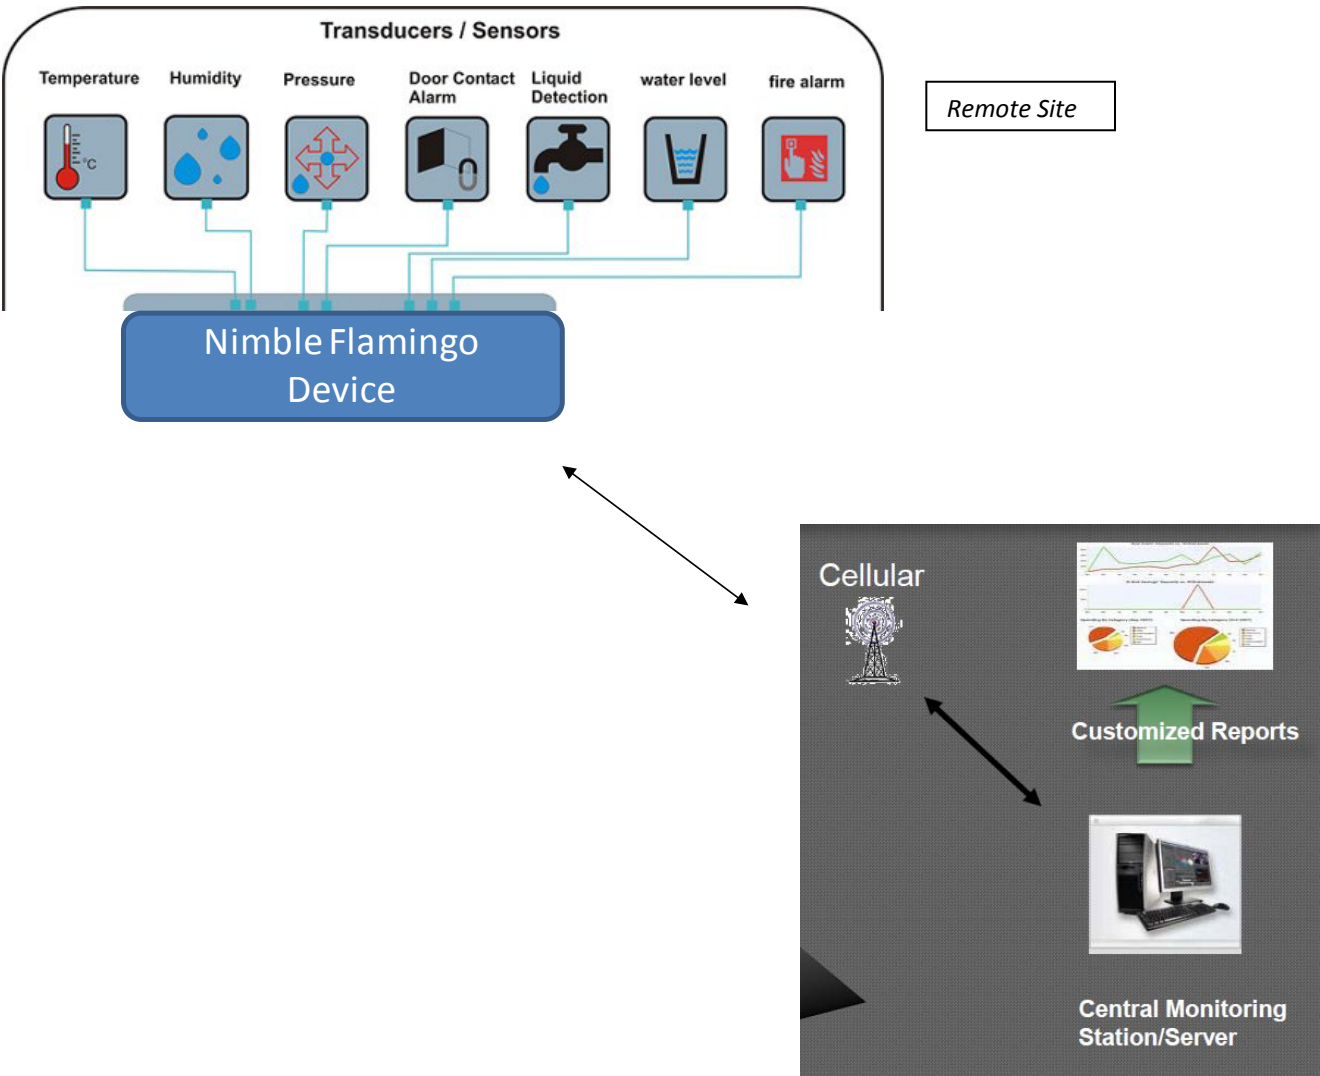 Transducers / Sensors
Temperature
Humidity
Pressure
Door Contact
Alarm
Liquid
Detection
water level
fire alarm
°C
Remote Site
Nimble Flamingo
Device
Cellular
Customized Reports
Central Monitoring
Station/Server